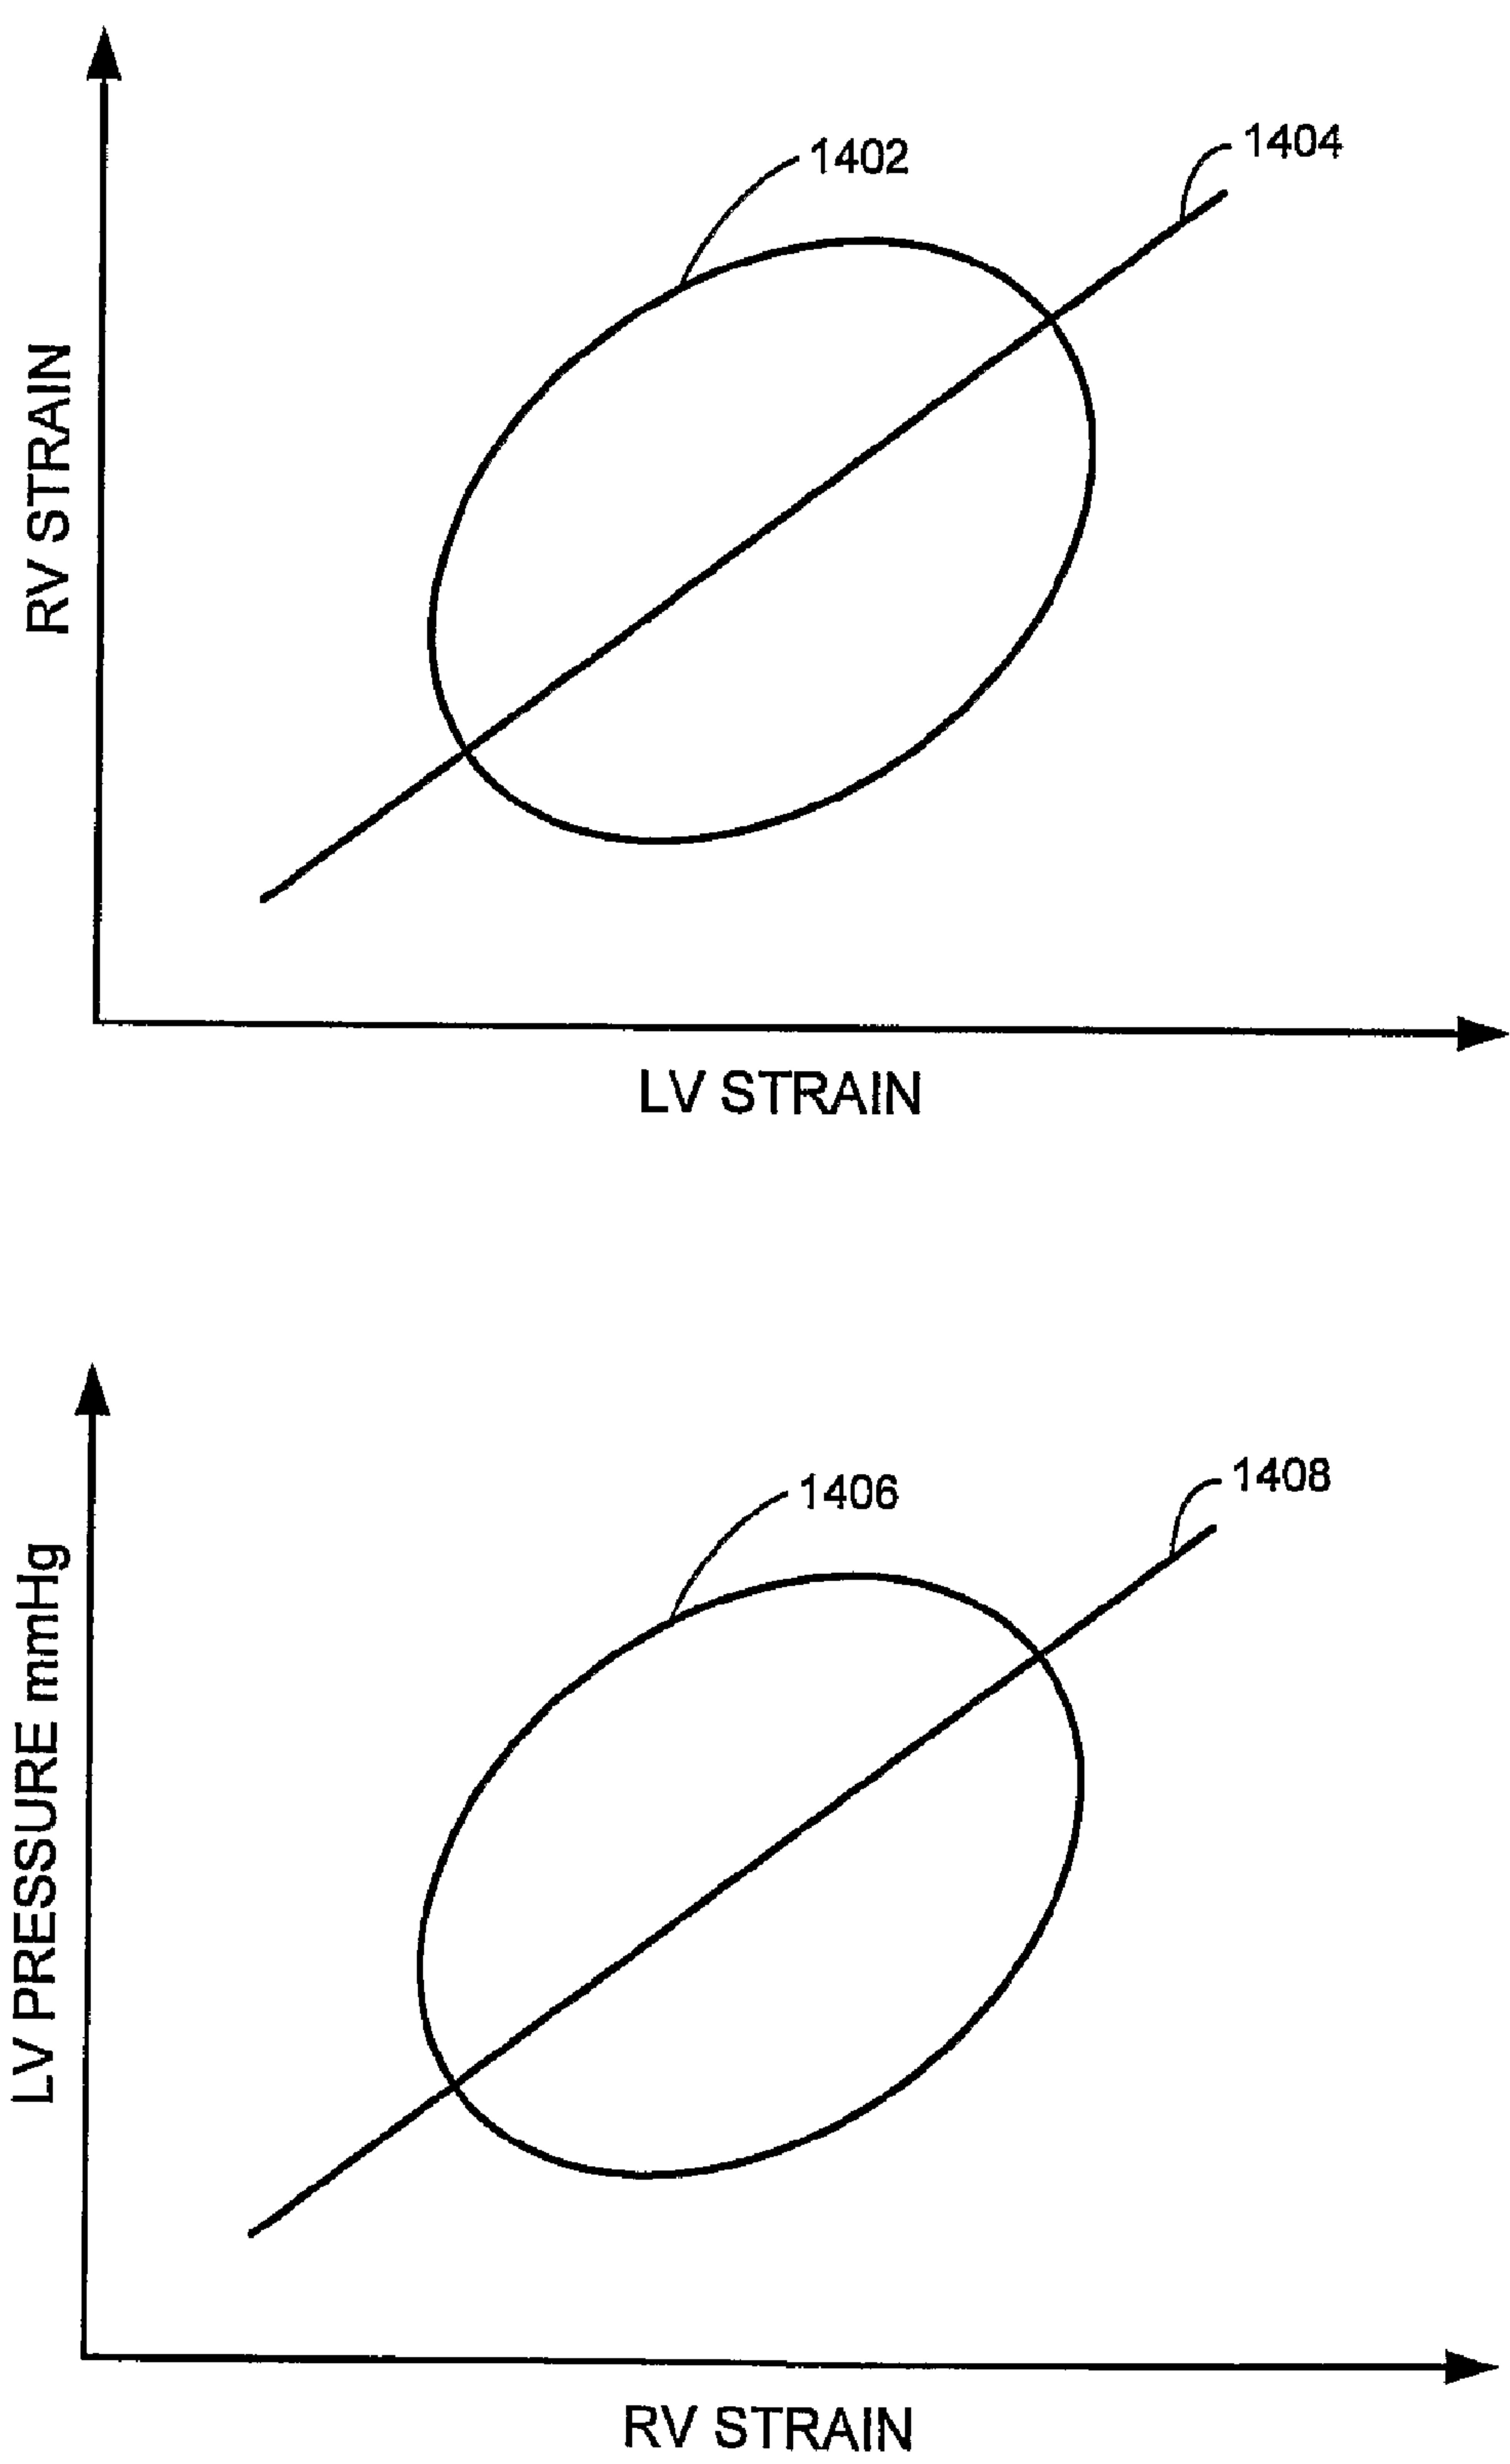 1402
1404
RV STRAIN
LV STRAIN
1406
1408
LV PRESSURE mmHg
RV STRAIN